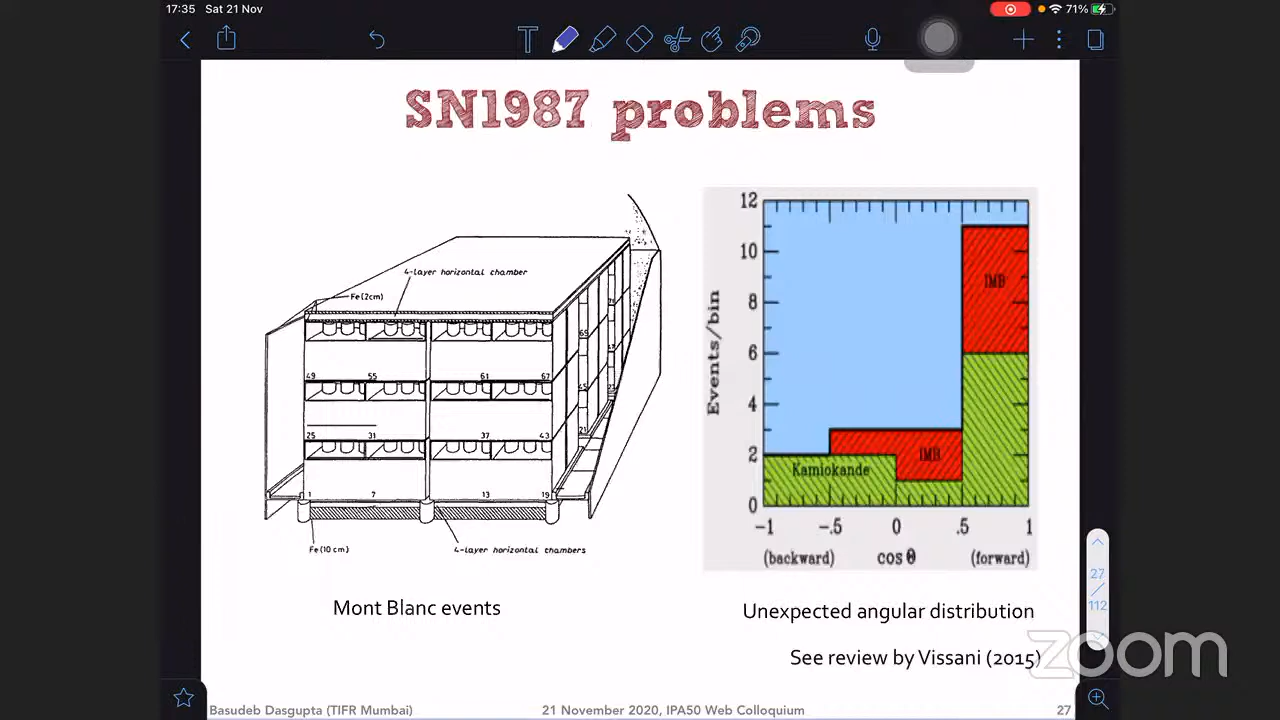 17:35 Sat 21 Nov
71%
SN1987 problems
4-layer horizontal chamber
Fe (2cm)
49 55 61 67
25 31 37 43
1 7 13 19
69
45
21
Fe (10 cm)
4-layer horizontal chambers
Mont Blanc events
12
10
8
6
4
2
0
Events/bin
IMB
IMB
Kamiokande
-1 -.5 0 .5 1
(backward) cos θ (forward)
Unexpected angular distribution
See review by Vissani (2015)
27
/
112
zoom
Basudeb Dasgupta (TIFR Mumbai) 21 November 2020, IPA50 Web Colloquium 27